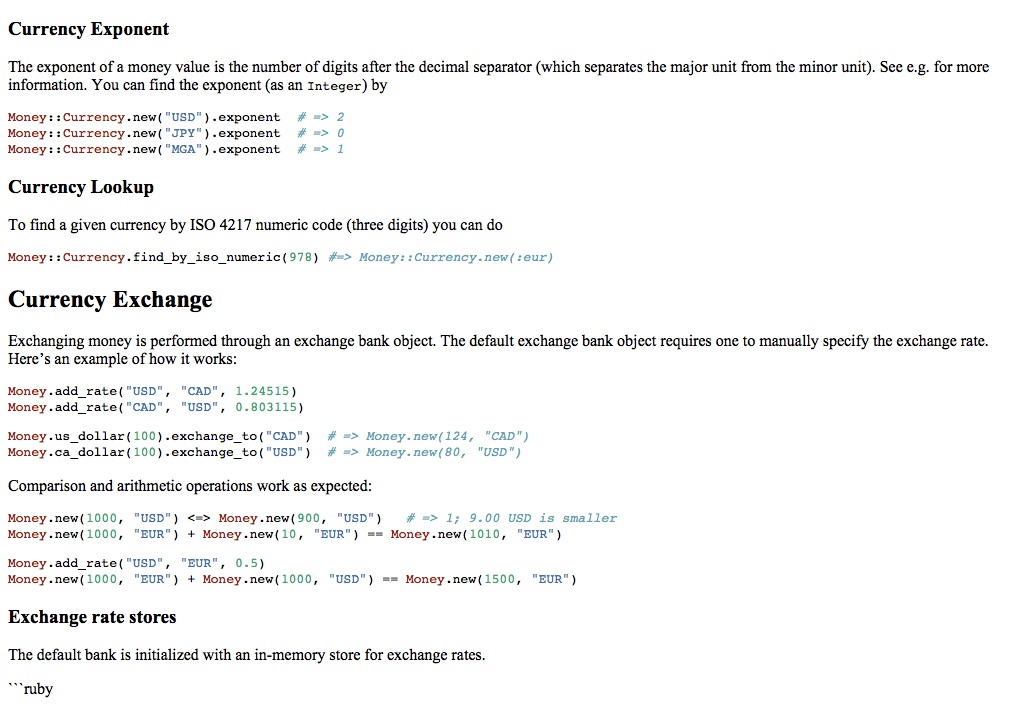 Currency Exponent
The exponent of a money value is the number of digits after the decimal separator (which separates the major unit from the minor unit). See e.g. for more
information. You can find the exponent (as an Integer) by
Money::Currency.new("USD").exponent  # => 2
Money::Currency.new("JPY").exponent  # => 0
Money::Currency.new("MGA").exponent  # => 1
Currency Lookup
To find a given currency by ISO 4217 numeric code (three digits) you can do
Money::Currency.find_by_iso_numeric(978) #=> Money::Currency.new(:eur)
Currency Exchange
Exchanging money is performed through an exchange bank object. The default exchange bank object requires one to manually specify the exchange rate.
Here’s an example of how it works:
Money.add_rate("USD", "CAD", 1.24515)
Money.add_rate("CAD", "USD", 0.803115)
Money.us_dollar(100).exchange_to("CAD")  # => Money.new(124, "CAD")
Money.ca_dollar(100).exchange_to("USD")  # => Money.new(80, "USD")
Comparison and arithmetic operations work as expected:
Money.new(1000, "USD") <=> Money.new(900, "USD")   # => 1; 9.00 USD is smaller
Money.new(1000, "EUR") + Money.new(10, "EUR") == Money.new(1010, "EUR")
Money.add_rate("USD", "EUR", 0.5)
Money.new(1000, "EUR") + Money.new(1000, "USD") == Money.new(1500, "EUR")
Exchange rate stores
The default bank is initialized with an in-memory store for exchange rates.
```ruby